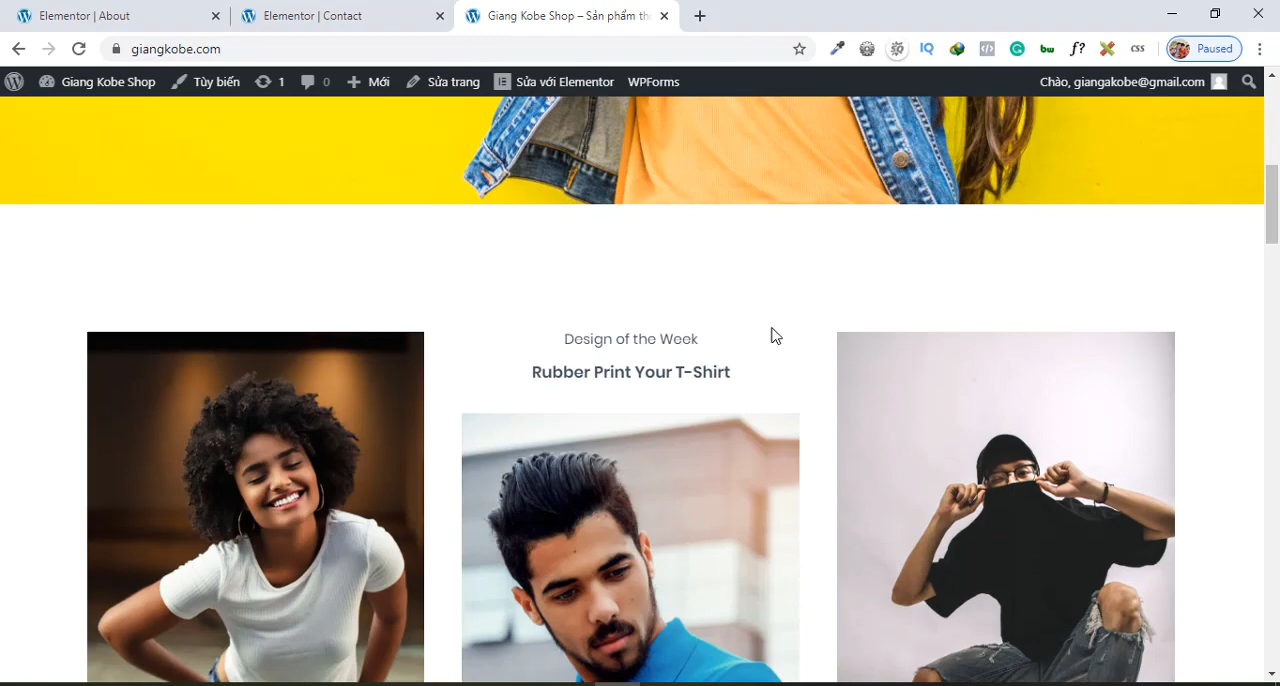 Elementor | About
Elementor | Contact
Giang Kobe Shop – Sản phẩm th
giangkobe.com
IQ
bw
f?
css
Paused
Giang Kobe Shop
Tùy biến
1
0
Mới
Sửa trang
Sửa với Elementor
WPForms
Chào, giangakobe@gmail.com
Design of the Week
Rubber Print Your T-Shirt